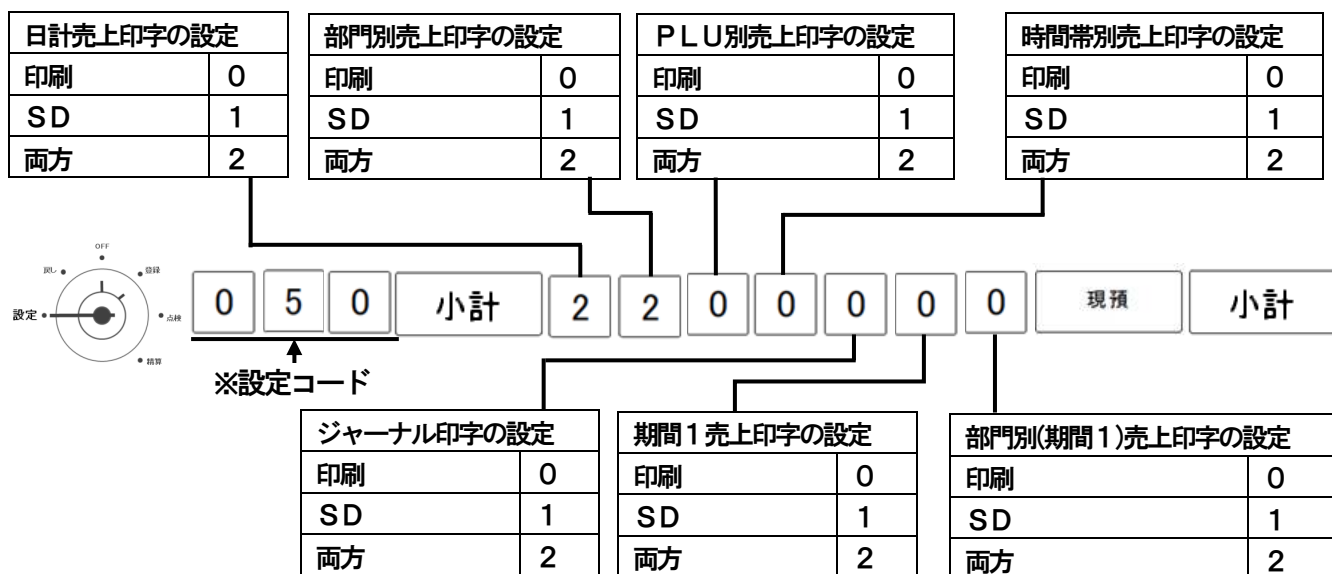 日計売上印字の設定
印刷 0
SD 1
両方 2
部門別売上印字の設定
印刷 0
SD 1
両方 2
PLU別売上印字の設定
印刷 0
SD 1
両方 2
時間帯別売上印字の設定
印刷 0
SD 1
両方 2
OFF
戻し
登録
設定
点検
精算
0 5 0 小計 2 2 0 0 0 0 0 現預 小計
※設定コード
ジャーナル印字の設定
印刷 0
SD 1
両方 2
期間1売上印字の設定
印刷 0
SD 1
両方 2
部門別(期間1)売上印字の設定
印刷 0
SD 1
両方 2